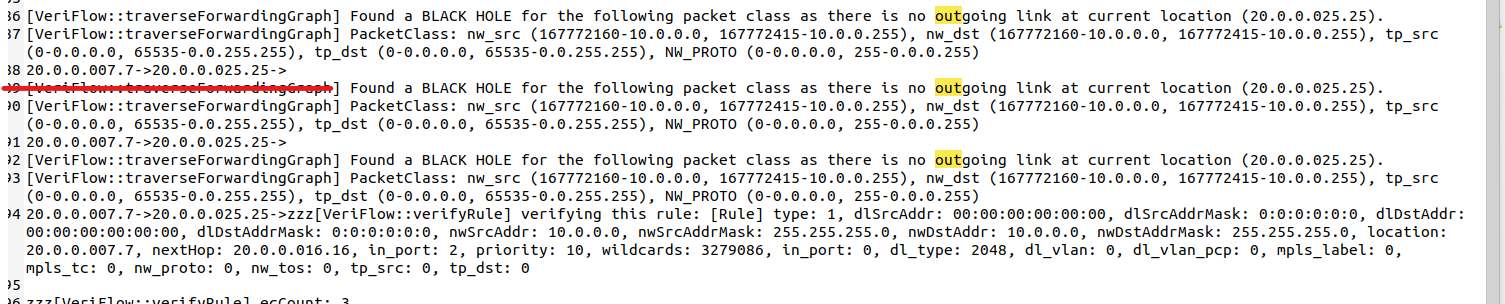 86 [VeriFlow::traverseForwardingGraph] Found a BLACK HOLE for the following packet class as there is no outgoing link at current location (20.0.0.025.25).
87 [VeriFlow::traverseForwardingGraph] PacketClass: nw_src (167772160-10.0.0.0, 167772415-10.0.0.255), nw_dst (167772160-10.0.0.0, 167772415-10.0.0.255), tp_src
(0-0.0.0.0, 65535-0.0.255.255), tp_dst (0-0.0.0.0, 65535-0.0.255.255), NW_PROTO (0-0.0.0.0, 255-0.0.0.255)
88 20.0.0.007.7->20.0.0.025.25->
89 [VeriFlow::traverseForwardingGraph] Found a BLACK HOLE for the following packet class as there is no outgoing link at current location (20.0.0.025.25).
90 [VeriFlow::traverseForwardingGraph] PacketClass: nw_src (167772160-10.0.0.0, 167772415-10.0.0.255), nw_dst (167772160-10.0.0.0, 167772415-10.0.0.255), tp_src
(0-0.0.0.0, 65535-0.0.255.255), tp_dst (0-0.0.0.0, 65535-0.0.255.255), NW_PROTO (0-0.0.0.0, 255-0.0.0.255)
91 20.0.0.007.7->20.0.0.025.25->
92 [VeriFlow::traverseForwardingGraph] Found a BLACK HOLE for the following packet class as there is no outgoing link at current location (20.0.0.025.25).
93 [VeriFlow::traverseForwardingGraph] PacketClass: nw_src (167772160-10.0.0.0, 167772415-10.0.0.255), nw_dst (167772160-10.0.0.0, 167772415-10.0.0.255), tp_src
(0-0.0.0.0, 65535-0.0.255.255), tp_dst (0-0.0.0.0, 65535-0.0.255.255), NW_PROTO (0-0.0.0.0, 255-0.0.0.255)
94 20.0.0.007.7->20.0.0.025.25->zzz[VeriFlow::verifyRule] verifying this rule: [Rule] type: 1, dlSrcAddr: 00:00:00:00:00:00, dlSrcAddrMask: 0:0:0:0:0:0, dlDstAddr:
00:00:00:00:00:00, dlDstAddrMask: 0:0:0:0:0:0, nwSrcAddr: 10.0.0.0, nwSrcAddrMask: 255.255.255.0, nwDstAddr: 10.0.0.0, nwDstAddrMask: 255.255.255.0, location:
20.0.0.007.7, nextHop: 20.0.0.016.16, in_port: 2, priority: 10, wildcards: 3279086, in_port: 0, dl_type: 2048, dl_vlan: 0, dl_vlan_pcp: 0, mpls_label: 0,
mpls_tc: 0, nw_proto: 0, nw_tos: 0, tp_src: 0, tp_dst: 0
95
96 zzz[VeriFlow::verifyRule] ecCount: 3